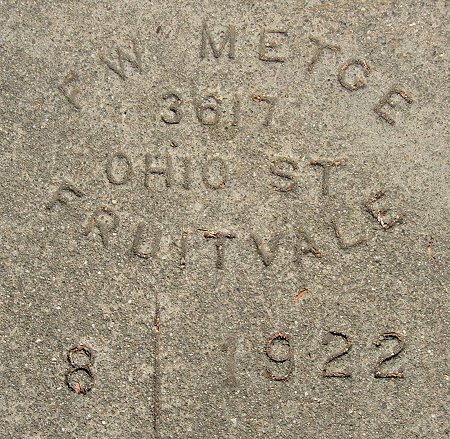 F W METGE
3617
OHIO ST
FRUITVALE
8 1922